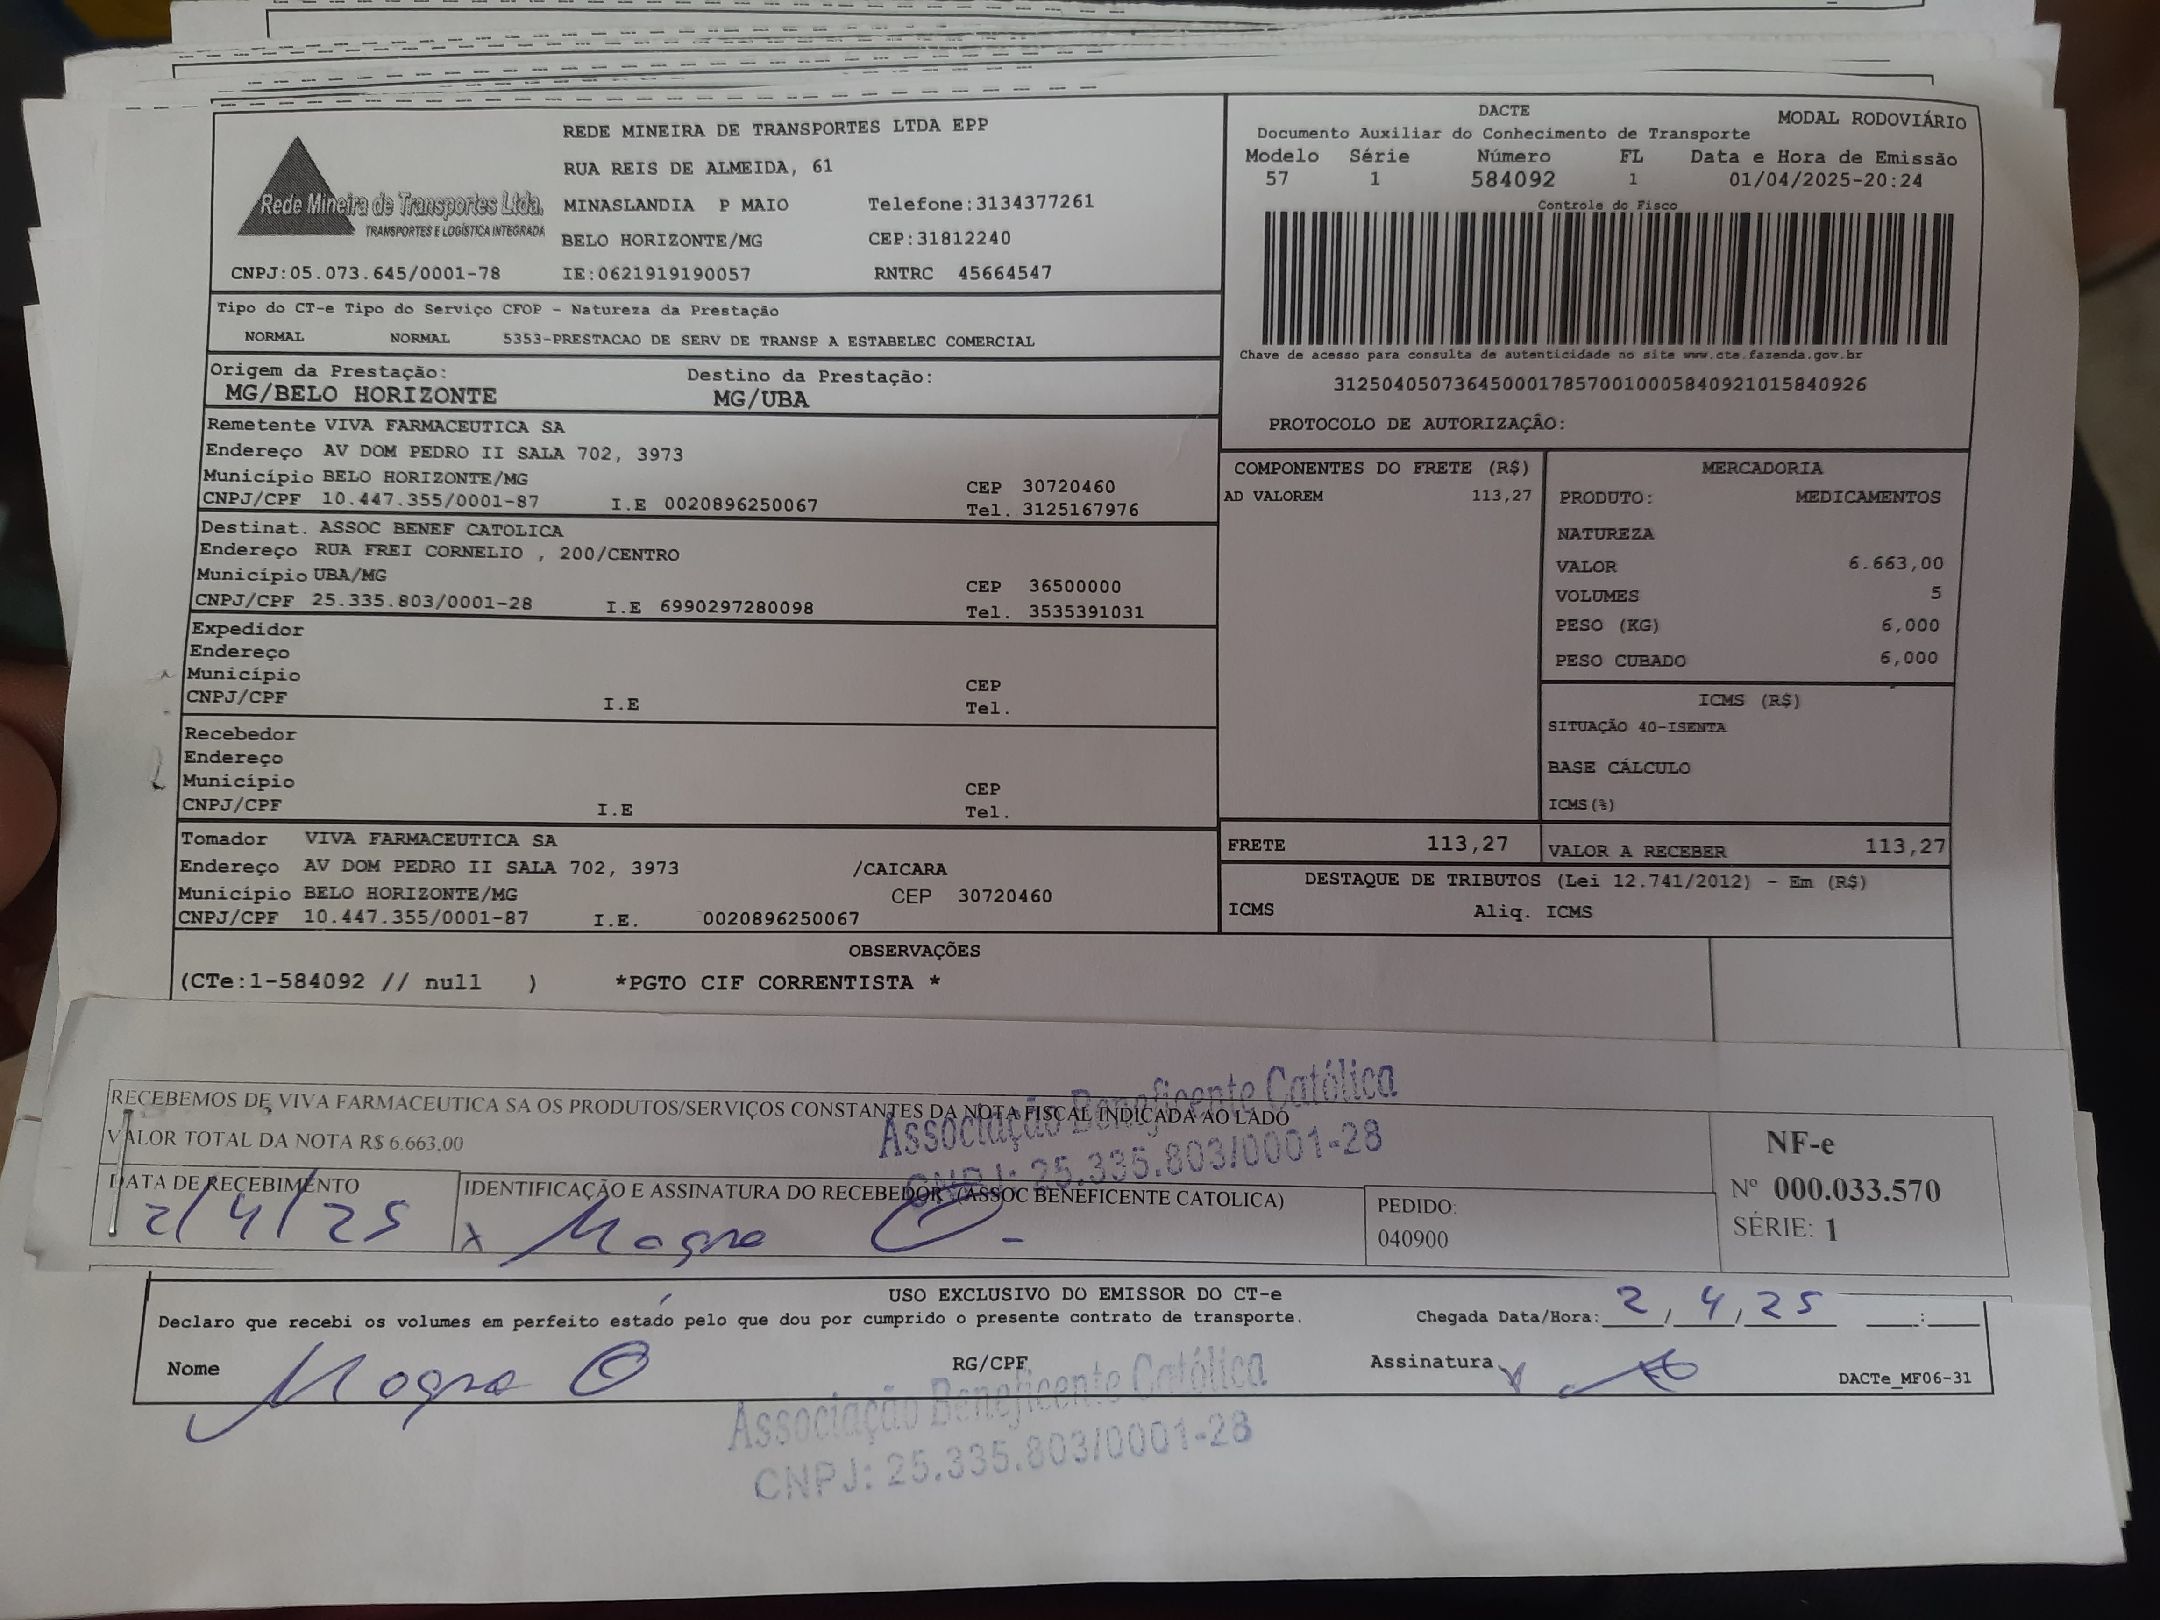 Rede Mineira de Transportes Ltda.
TRANSPORTES E LOGÍSTICA INTEGRADA
REDE MINEIRA DE TRANSPORTES LTDA EPP
RUA REIS DE ALMEIDA, 61
MINASLANDIA P MAIO Telefone:3134377261
BELO HORIZONTE/MG CEP:31812240
CNPJ:05.073.645/0001-78 IE:0621919190057 RNTRC 45664547
DACTE MODAL RODOVIÁRIO
Documento Auxiliar do Conhecimento de Transporte
Modelo Série Número FL Data e Hora de Emissão
57 1 584092 1 01/04/2025-20:24
Controle do Fisco
Chave de acesso para consulta de autenticidade no site www.cte.fazenda.gov.br
31250405073645000178570010005840921015840926
PROTOCOLO DE AUTORIZAÇÃO:
Tipo do CT-e Tipo do Serviço CFOP - Natureza da Prestação
NORMAL NORMAL 5353-PRESTACAO DE SERV DE TRANSP A ESTABELEC COMERCIAL
Origem da Prestação: Destino da Prestação:
MG/BELO HORIZONTE MG/UBA
Remetente VIVA FARMACEUTICA SA
Endereço AV DOM PEDRO II SALA 702, 3973
Município BELO HORIZONTE/MG CEP 30720460
CNPJ/CPF 10.447.355/0001-87 I.E 0020896250067 Tel. 3125167976
Destinat. ASSOC BENEF CATOLICA
Endereço RUA FREI CORNELIO , 200/CENTRO
Município UBA/MG CEP 36500000
CNPJ/CPF 25.335.803/0001-28 I.E 6990297280098 Tel. 3535391031
Expedidor
Endereço
Município CEP
CNPJ/CPF I.E Tel.
Recebedor
Endereço
Município CEP
CNPJ/CPF I.E Tel.
Tomador VIVA FARMACEUTICA SA
Endereço AV DOM PEDRO II SALA 702, 3973 /CAICARA
Município BELO HORIZONTE/MG CEP 30720460
CNPJ/CPF 10.447.355/0001-87 I.E. 0020896250067
COMPONENTES DO FRETE (R$)
AD VALOREM 113,27
MERCADORIA
PRODUTO: MEDICAMENTOS
NATUREZA
VALOR 6.663,00
VOLUMES 5
PESO (KG) 6,000
PESO CUBADO 6,000
ICMS (R$)
SITUAÇÃO 40-ISENTA
BASE CÁLCULO
ICMS(%)
FRETE 113,27 VALOR A RECEBER 113,27
DESTAQUE DE TRIBUTOS (Lei 12.741/2012) - Em (R$)
ICMS Aliq. ICMS
OBSERVAÇÕES
(CTe:1-584092 // null ) *PGTO CIF CORRENTISTA *
RECEBEMOS DE VIVA FARMACEUTICA SA OS PRODUTOS/SERVIÇOS CONSTANTES DA NOTA FISCAL INDICADA AO LADO
VALOR TOTAL DA NOTA R$ 6.663,00
Associação Beneficente Católica
CNPJ: 25.335.803/0001-28
DATA DE RECEBIMENTO IDENTIFICAÇÃO E ASSINATURA DO RECEBEDOR (ASSOC BENEFICENTE CATOLICA)
2/4/25 x Magno O
PEDIDO:
040900
NF-e
Nº 000.033.570
SÉRIE: 1
USO EXCLUSIVO DO EMISSOR DO CT-e
Declaro que recebi os volumes em perfeito estado pelo que dou por cumprido o presente contrato de transporte. Chegada Data/Hora: 2/4/25 __:__
Nome Magno O RG/CPF Assinatura x DACTe_MF06-31
Associação Beneficente Católica
CNPJ: 25.335.803/0001-28